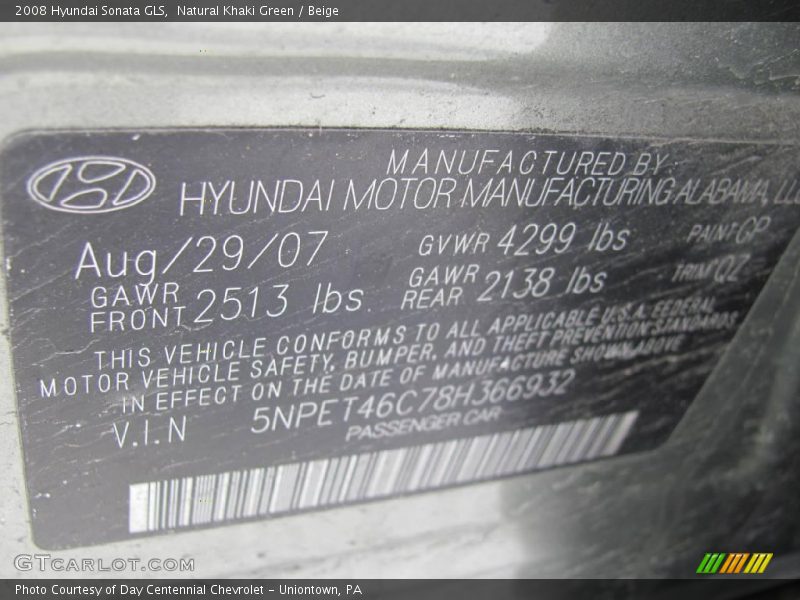 2008 Hyundai Sonata GLS, Natural Khaki Green / Beige
MANUFACTURED BY
HYUNDAI MOTOR MANUFACTURING ALABAMA, LLC
Aug/29/07 GVWR 4299 lbs PAINT GP
GAWR FRONT 2513 lbs GAWR REAR 2138 lbs TRIM QZ
THIS VEHICLE CONFORMS TO ALL APPLICABLE U.S.A. FEDERAL
MOTOR VEHICLE SAFETY, BUMPER, AND THEFT PREVENTION STANDARDS
IN EFFECT ON THE DATE OF MANUFACTURE SHOWN ABOVE
V.I.N 5NPET46C78H366932
PASSENGER CAR
GTCARLOT.COM
Photo Courtesy of Day Centennial Chevrolet - Uniontown, PA